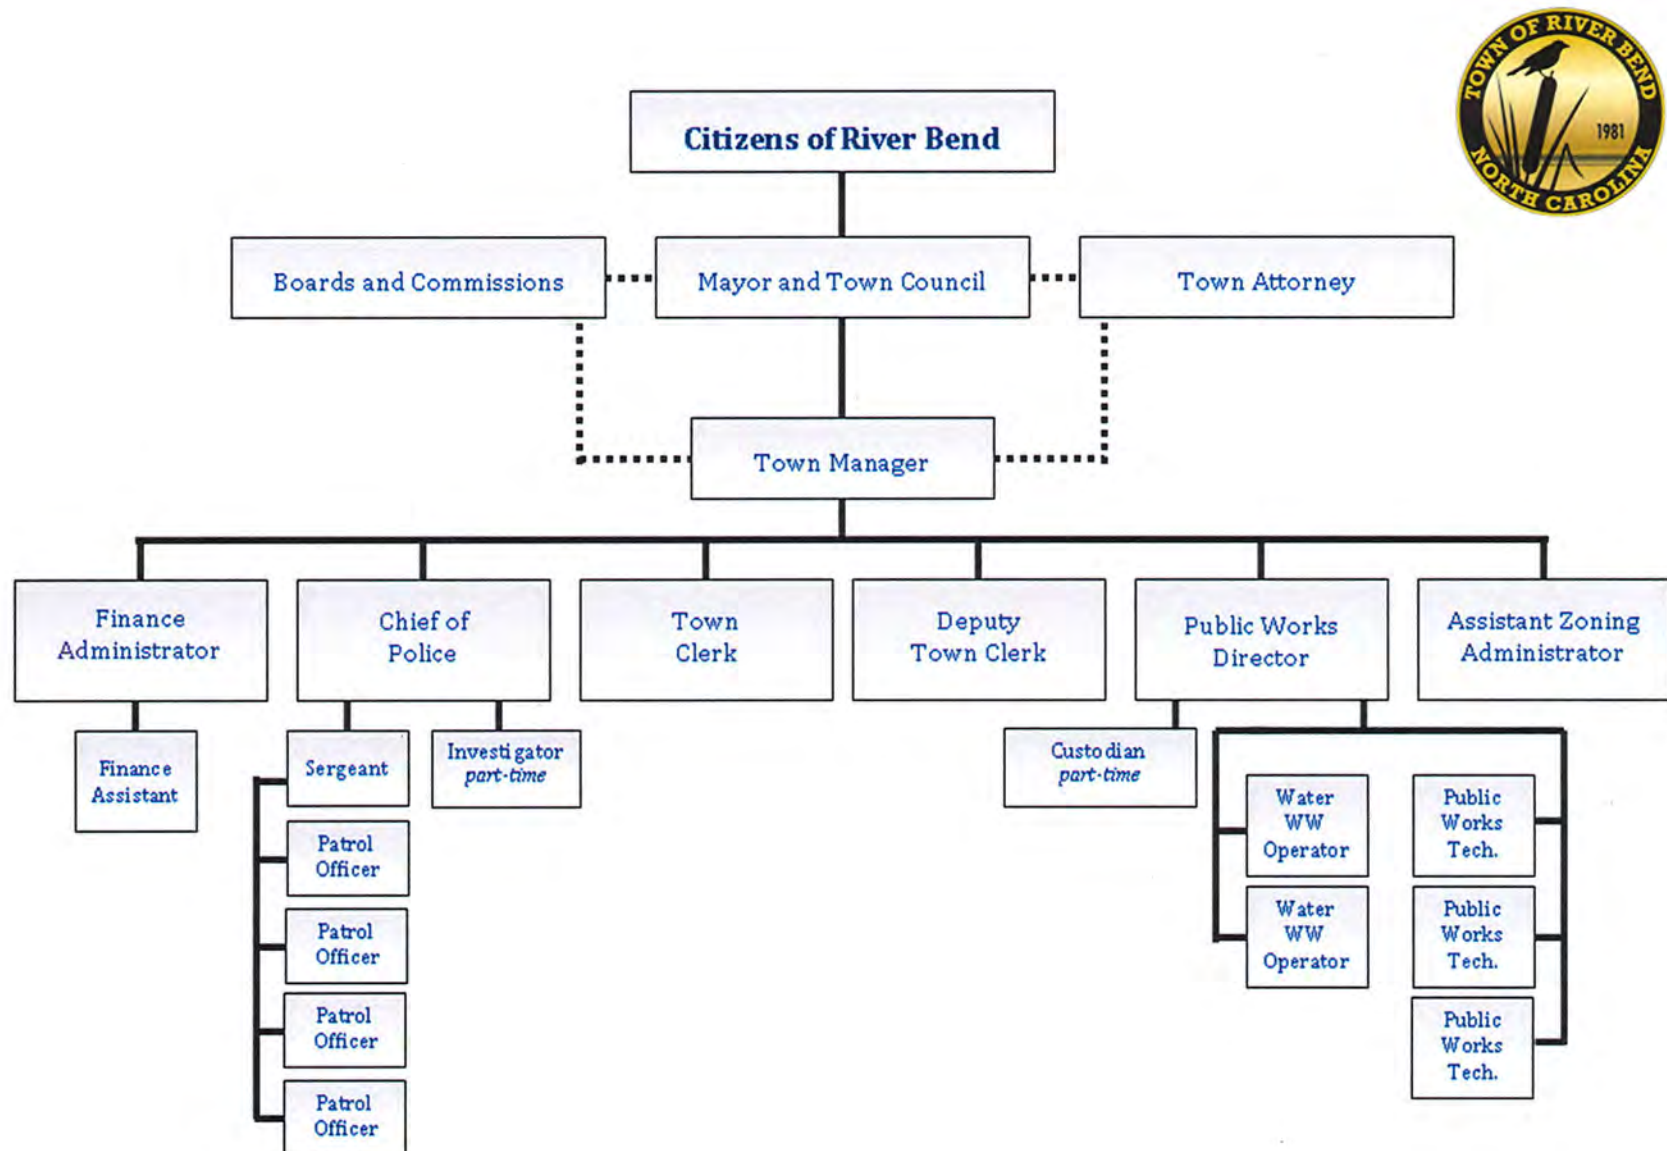 TOWN OF RIVER BEND
1981
NORTH CAROLINA
Citizens of River Bend
Boards and Commissions
Mayor and Town Council
Town Attorney
Town Manager
Finance
Administrator
Chief of
Police
Town
Clerk
Deputy
Town Clerk
Public Works
Director
Assistant Zoning
Administrator
Finance
Assistant
Sergeant
Investigator
part-time
Patrol
Officer
Patrol
Officer
Patrol
Officer
Patrol
Officer
Custodian
part-time
Water
WW
Operator
Water
WW
Operator
Public
Works
Tech.
Public
Works
Tech.
Public
Works
Tech.